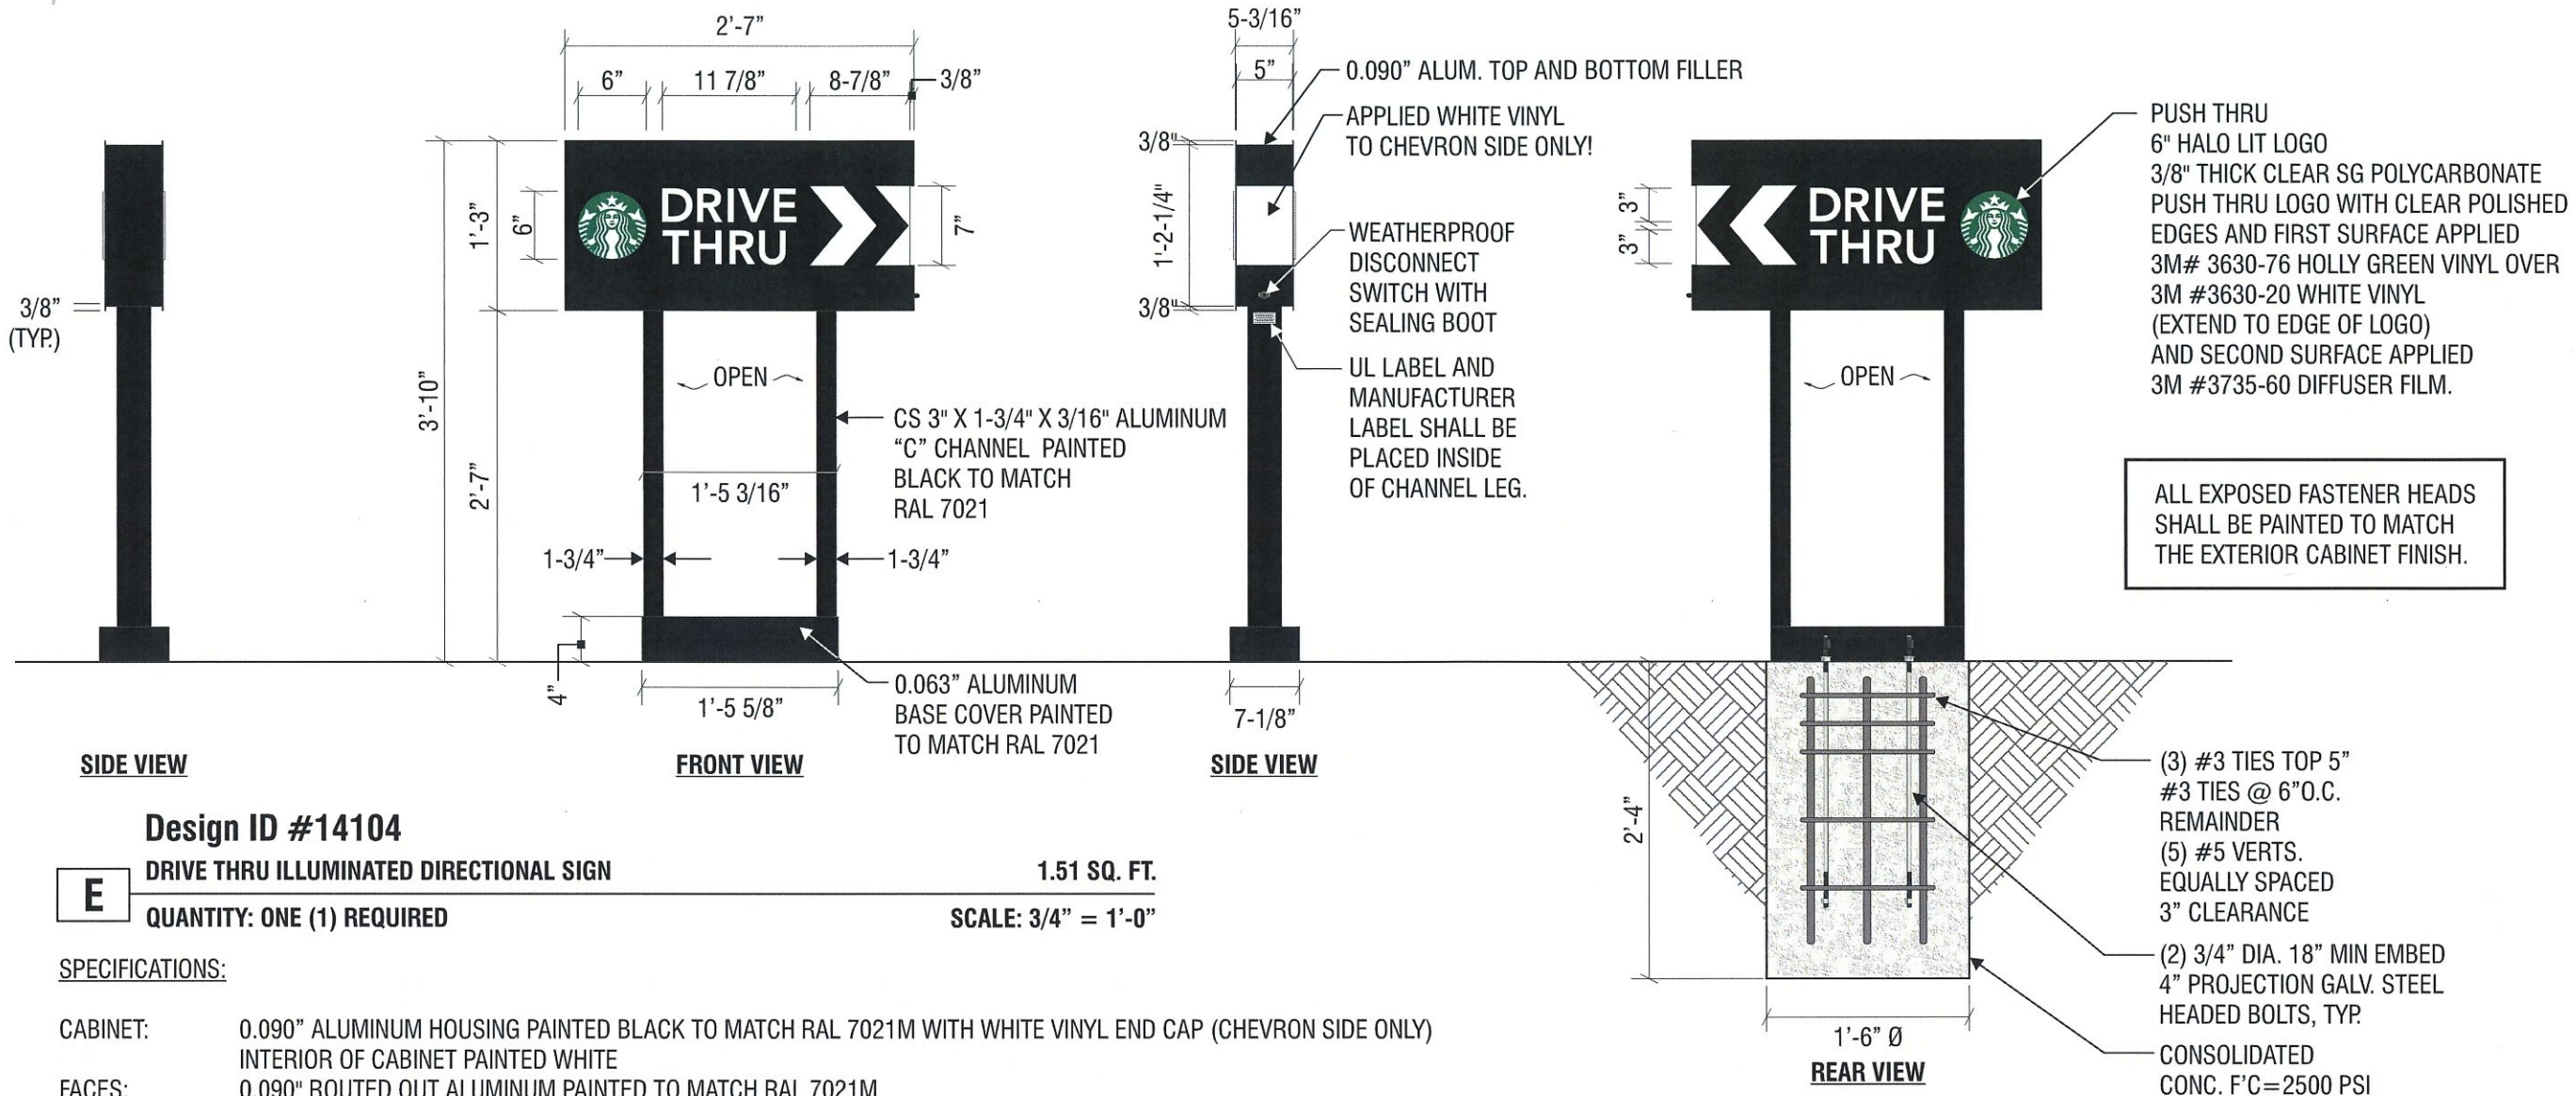 2'-7"
6"
11 7/8"
8-7/8"
3/8"
5-3/16"
5"
0.090" ALUM. TOP AND BOTTOM FILLER
APPLIED WHITE VINYL
TO CHEVRON SIDE ONLY!
3/8"
1'-2-1/4"
3/8"
WEATHERPROOF
DISCONNECT
SWITCH WITH
SEALING BOOT
UL LABEL AND
MANUFACTURER
LABEL SHALL BE
PLACED INSIDE
OF CHANNEL LEG.
3/8"
(TYP.)
3'-10"
1'-3"
6"
DRIVE
THRU
7"
2'-7"
OPEN
CS 3" X 1-3/4" X 3/16" ALUMINUM
"C" CHANNEL PAINTED
BLACK TO MATCH
RAL 7021
1'-5 3/16"
1-3/4"
1-3/4"
4"
1'-5 5/8"
0.063" ALUMINUM
BASE COVER PAINTED
TO MATCH RAL 7021
7-1/8"
SIDE VIEW
FRONT VIEW
SIDE VIEW
3"
3"
DRIVE
THRU
OPEN
PUSH THRU
6" HALO LIT LOGO
3/8" THICK CLEAR SG POLYCARBONATE
PUSH THRU LOGO WITH CLEAR POLISHED
EDGES AND FIRST SURFACE APPLIED
3M# 3630-76 HOLLY GREEN VINYL OVER
3M #3630-20 WHITE VINYL
(EXTEND TO EDGE OF LOGO)
AND SECOND SURFACE APPLIED
3M #3735-60 DIFFUSER FILM.
ALL EXPOSED FASTENER HEADS
SHALL BE PAINTED TO MATCH
THE EXTERIOR CABINET FINISH.
2'-4"
1'-6" Ø
REAR VIEW
(3) #3 TIES TOP 5"
#3 TIES @ 6"O.C.
REMAINDER
(5) #5 VERTS.
EQUALLY SPACED
3" CLEARANCE
(2) 3/4" DIA. 18" MIN EMBED
4" PROJECTION GALV. STEEL
HEADED BOLTS, TYP.
CONSOLIDATED
CONC. F'C=2500 PSI
Design ID #14104
E
DRIVE THRU ILLUMINATED DIRECTIONAL SIGN
1.51 SQ. FT.
QUANTITY: ONE (1) REQUIRED
SCALE: 3/4" = 1'-0"
SPECIFICATIONS:
CABINET: 0.090" ALUMINUM HOUSING PAINTED BLACK TO MATCH RAL 7021M WITH WHITE VINYL END CAP (CHEVRON SIDE ONLY)
INTERIOR OF CABINET PAINTED WHITE
FACES: 0.090" ROUTED OUT ALUMINUM PAINTED TO MATCH RAL 7021M